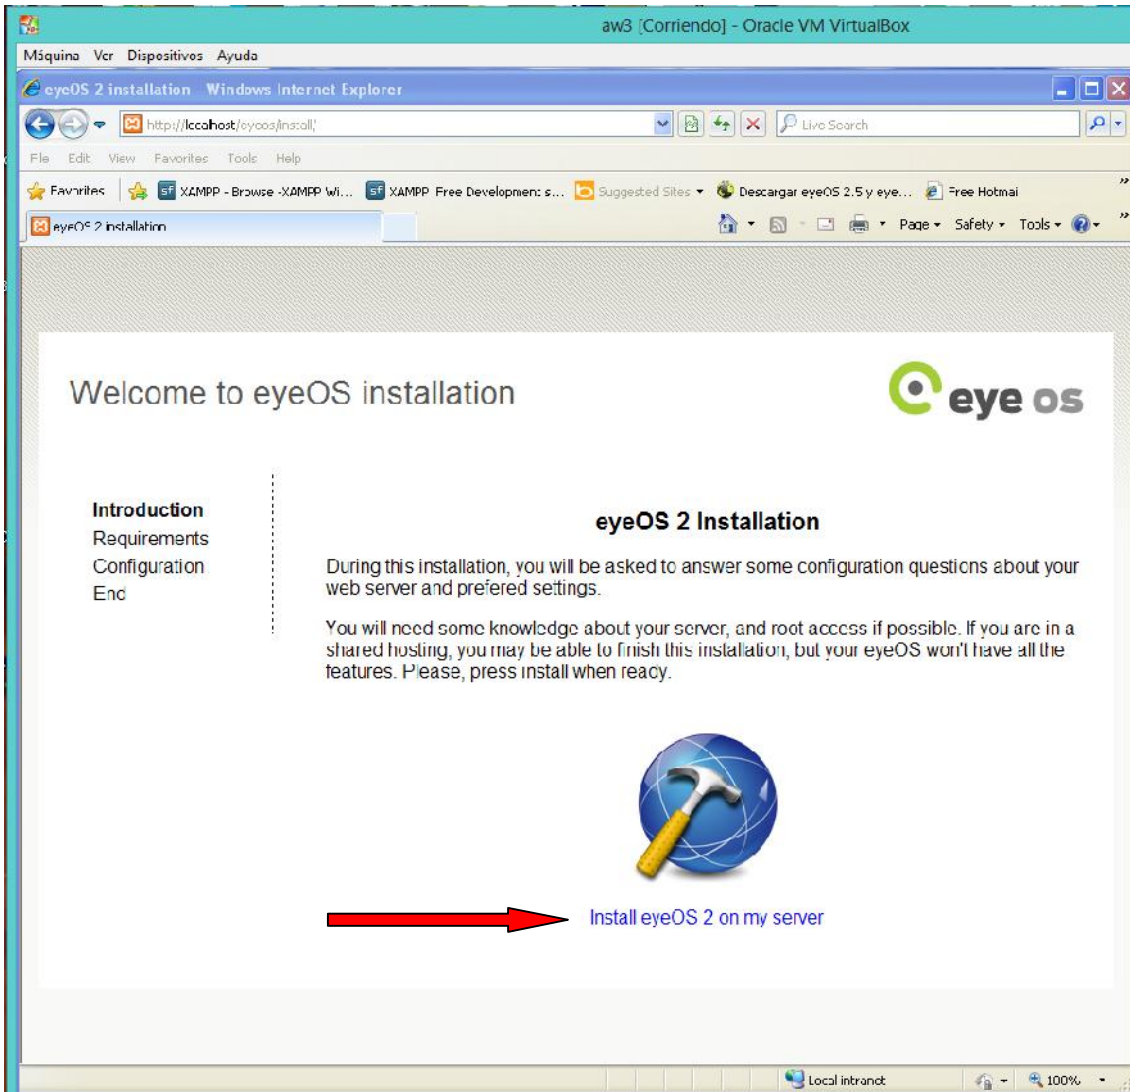 aw3 [Corriendo] - Oracle VM VirtualBox
Máquina Ver Dispositivos Ayuda
eyeOS 2 installation - Windows Internet Explorer
http://localhost/eyeos/install/
Live Search
File Edit View Favorites Tools Help
Favorites XAMPP - Browse -XAMPP Wi... XAMPP Free Development s... Suggested Sites Descargar eyeOS 2.5 y eye... Free Hotmai
eyeOS 2 installation Page Safety Tools
Welcome to eyeOS installation
eye os
Introduction
Requirements
Configuration
End
eyeOS 2 Installation
During this installation, you will be asked to answer some configuration questions about your
web server and prefered settings.
You will need some knowledge about your server, and root access if possible. If you are in a
shared hosting, you may be able to finish this installation, but your eyeOS won't have all the
features. Please, press install when ready.
Install eyeOS 2 on my server
Local intranet 100%